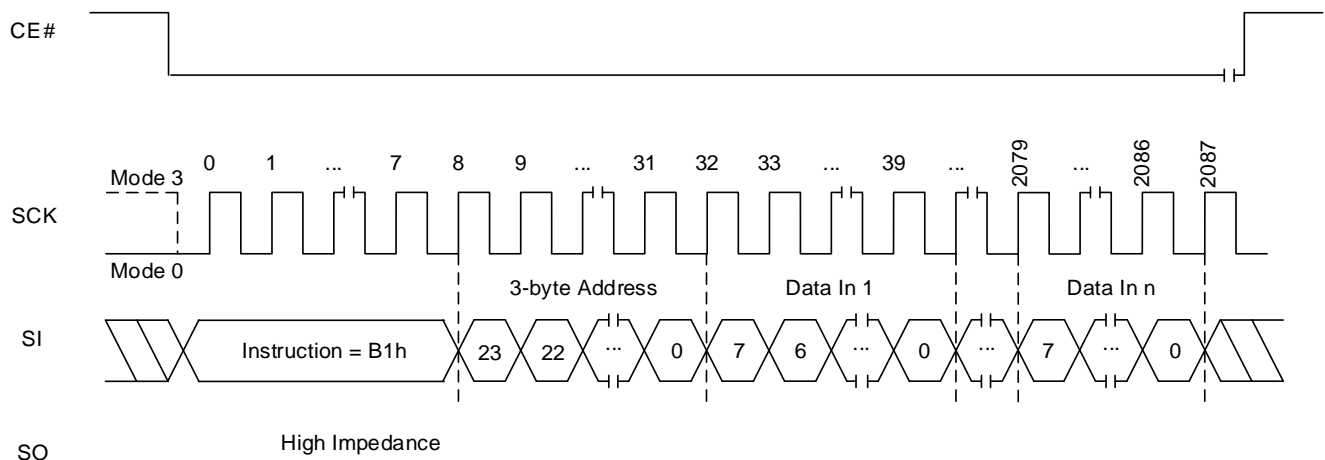 CE#
0 1 ... 7 8 9 ... 31 32 33 ... 39 ... 2079 ... 2086 2087
Mode 3
SCK
Mode 0
3-byte Address Data In 1 Data In n
SI Instruction = B1h 23 22 ... 0 7 6 ... 0 ... 7 ... 0
High Impedance
SO